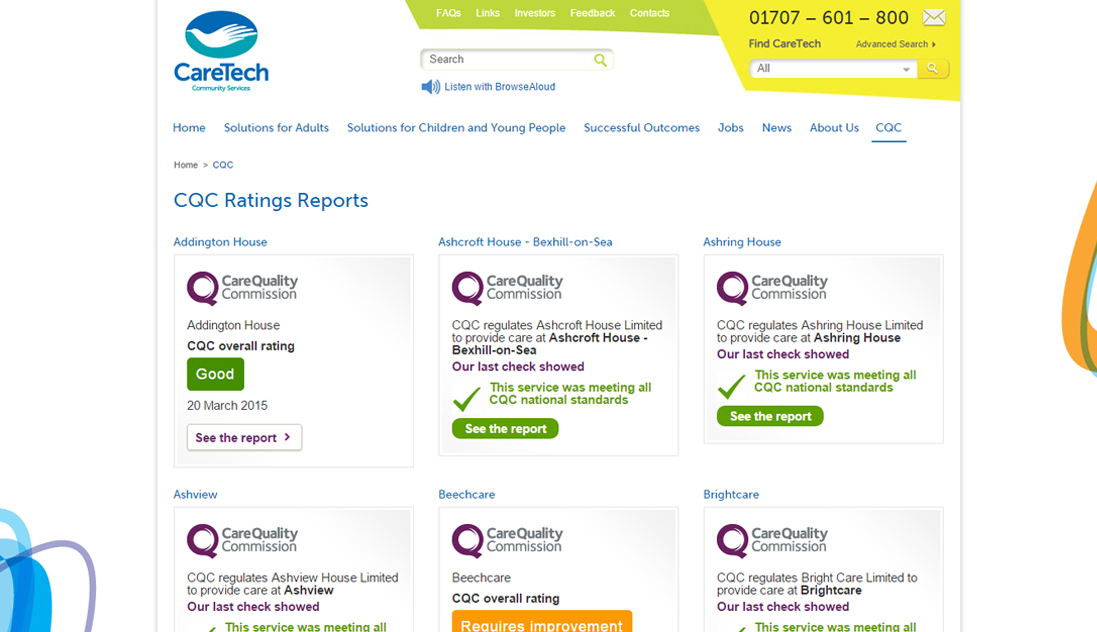 FAQs Links Investors Feedback Contacts
01707 – 601 – 800
Find CareTech Advanced Search
All
CareTech
Community Services
Search
Listen with BrowseAloud
Home Solutions for Adults Solutions for Children and Young People Successful Outcomes Jobs News About Us CQC
Home > CQC
CQC Ratings Reports
Addington House
CareQuality
Commission
Addington House
CQC overall rating
Good
20 March 2015
See the report
Ashcroft House - Bexhill-on-Sea
CareQuality
Commission
CQC regulates Ashcroft House Limited
to provide care at Ashcroft House -
Bexhill-on-Sea
Our last check showed
This service was meeting all
CQC national standards
See the report
Ashring House
CareQuality
Commission
CQC regulates Ashring House Limited
to provide care at Ashring House
Our last check showed
This service was meeting all
CQC national standards
See the report
Ashview
CareQuality
Commission
CQC regulates Ashview House Limited
to provide care at Ashview
Our last check showed
This service was meeting all
Beechcare
CareQuality
Commission
Beechcare
CQC overall rating
Requires improvement
Brightcare
CareQuality
Commission
CQC regulates Bright Care Limited to
provide care at Brightcare
Our last check showed
This service was meeting all